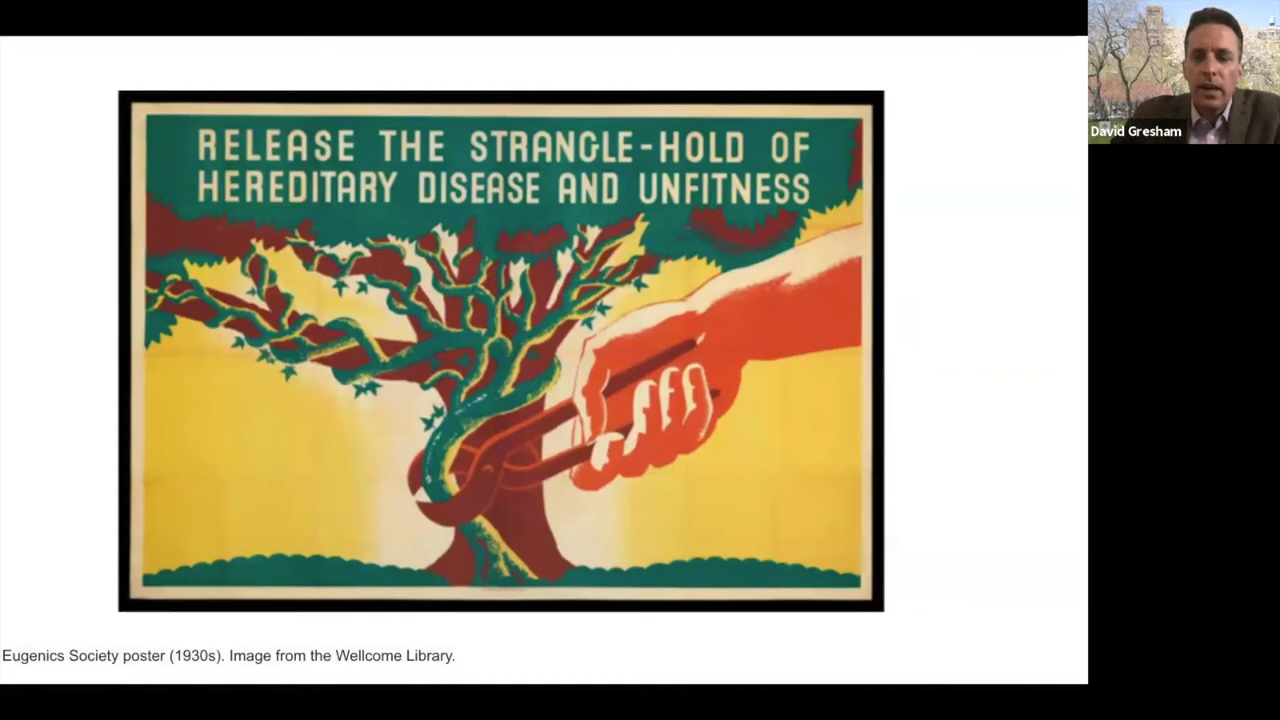 RELEASE THE STRANGLE-HOLD OF
HEREDITARY DISEASE AND UNFITNESS
David Gresham
Eugenics Society poster (1930s). Image from the Wellcome Library.